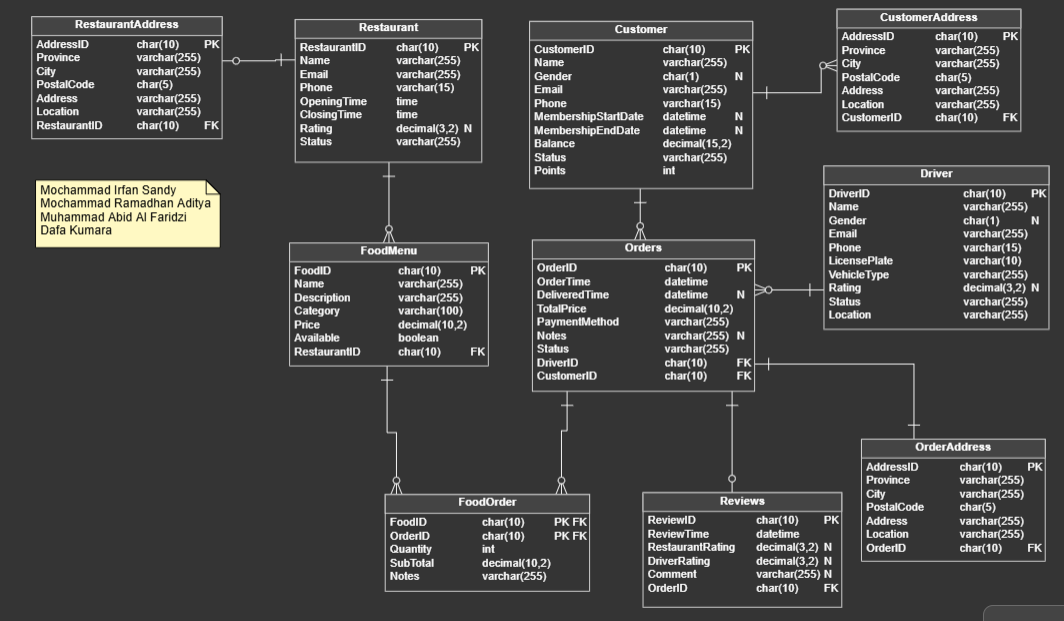 RestaurantAddress
AddressID char(10) PK
Province varchar(255)
City varchar(255)
PostalCode char(5)
Address varchar(255)
Location varchar(255)
RestaurantID char(10) FK
Restaurant
RestaurantID char(10) PK
Name varchar(255)
Email varchar(255)
Phone varchar(15)
OpeningTime time
ClosingTime time
Rating decimal(3,2) N
Status varchar(255)
Customer
CustomerID char(10) PK
Name varchar(255)
Gender char(1) N
Email varchar(255)
Phone varchar(15)
MembershipStartDate datetime N
MembershipEndDate datetime N
Balance decimal(15,2)
Status varchar(255)
Points int
CustomerAddress
AddressID char(10) PK
Province varchar(255)
City varchar(255)
PostalCode char(5)
Address varchar(255)
Location varchar(255)
CustomerID char(10) FK
Mochammad Irfan Sandy
Mochammad Ramadhan Aditya
Muhammad Abid Al Faridzi
Dafa Kumara
Driver
DriverID char(10) PK
Name varchar(255)
Gender char(1) N
Email varchar(255)
Phone varchar(15)
LicensePlate varchar(10)
VehicleType varchar(255)
Rating decimal(3,2) N
Status varchar(255)
Location varchar(255)
FoodMenu
FoodID char(10) PK
Name varchar(255)
Description varchar(255)
Category varchar(100)
Price decimal(10,2)
Available boolean
RestaurantID char(10) FK
Orders
OrderID char(10) PK
OrderTime datetime
DeliveredTime datetime N
TotalPrice decimal(10,2)
PaymentMethod varchar(255)
Notes varchar(255) N
Status varchar(255)
DriverID char(10) FK
CustomerID char(10) FK
FoodOrder
FoodID char(10) PK FK
OrderID char(10) PK FK
Quantity int
SubTotal decimal(10,2)
Notes varchar(255)
Reviews
ReviewID char(10) PK
ReviewTime datetime
RestaurantRating decimal(3,2) N
DriverRating decimal(3,2) N
Comment varchar(255) N
OrderID char(10) FK
OrderAddress
AddressID char(10) PK
Province varchar(255)
City varchar(255)
PostalCode char(5)
Address varchar(255)
Location varchar(255)
OrderID char(10) FK